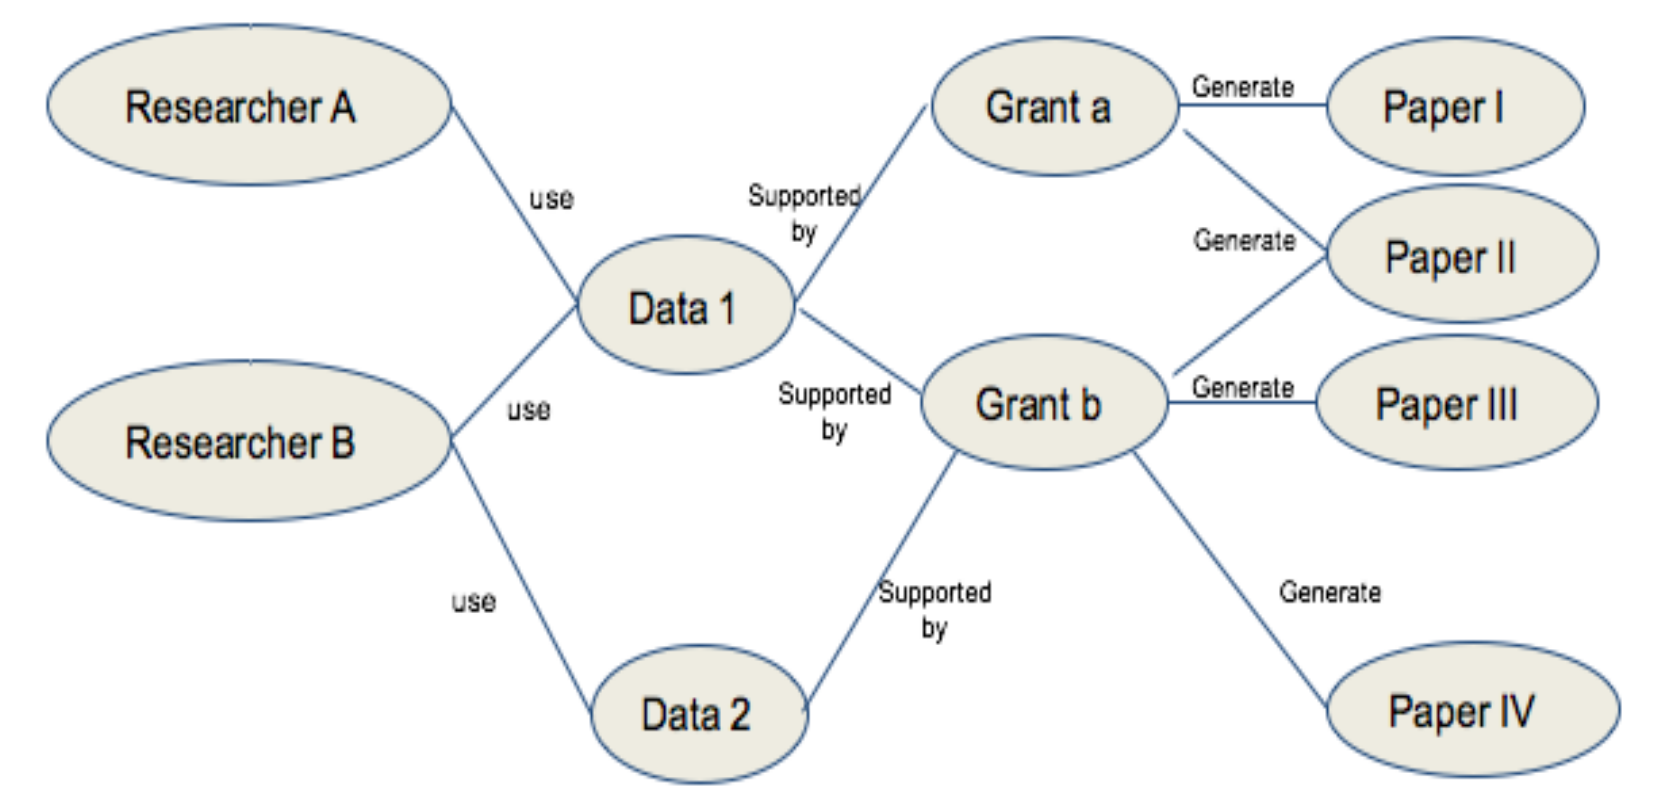 Researcher A
use
Researcher B
use
use
Data 1
Data 2
Supported
by
Supported
by
Supported
by
Grant a
Grant b
Generate
Generate
Generate
Generate
Paper I
Paper II
Paper III
Paper IV